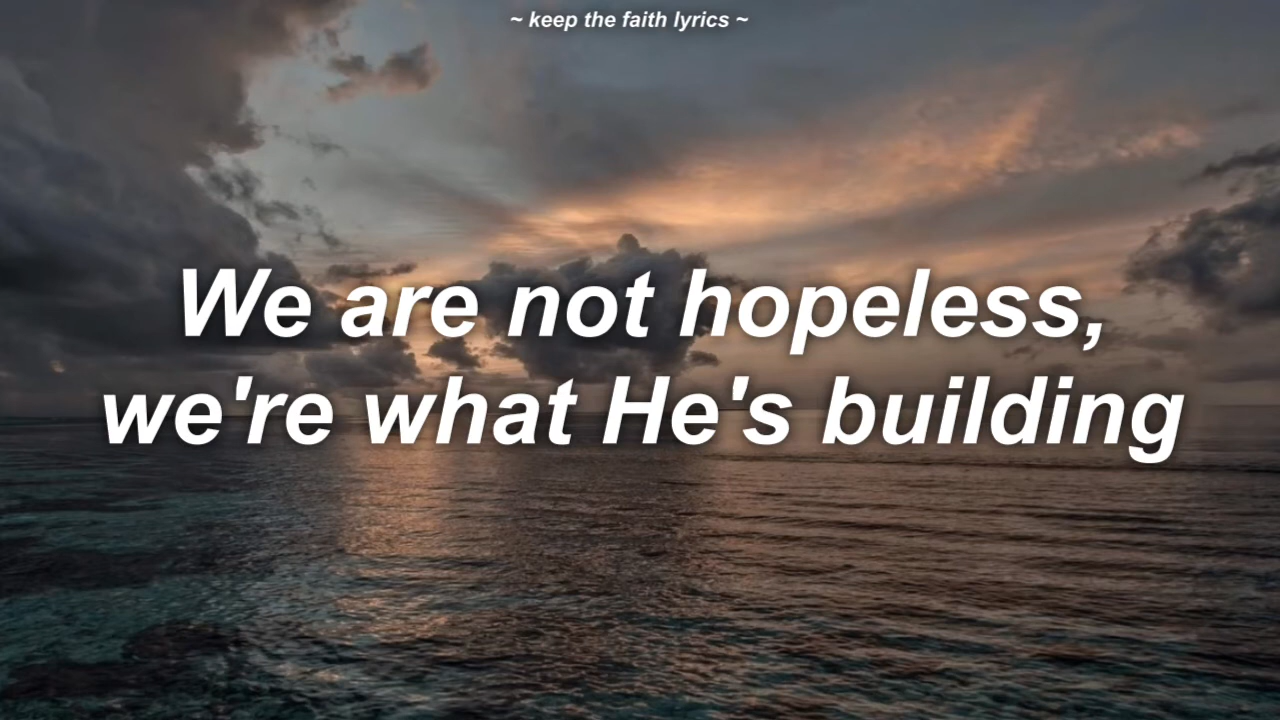 ~ keep the faith lyrics ~
We are not hopeless,
we're what He's building